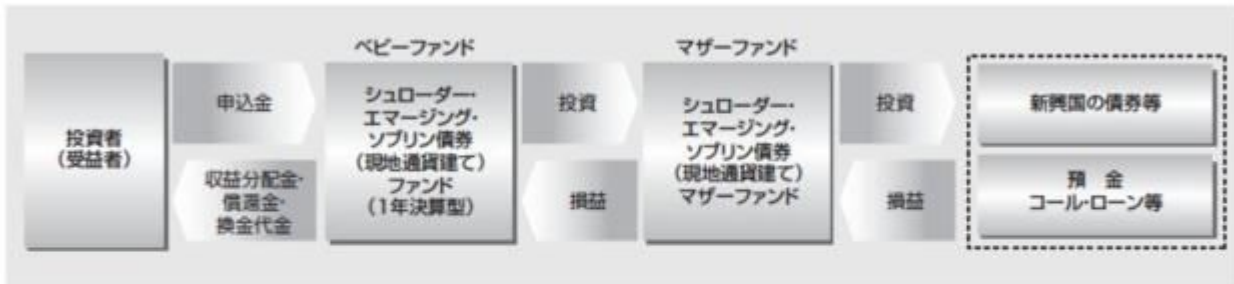 ベビーファンド
マザーファンド
投資者
(受益者)
申込金
収益分配金・
償還金・
換金代金
シュローダー・
エマージング・
ソブリン債券
(現地通貨建て)
ファンド
(1年決算型)
投資
損益
シュローダー・
エマージング・
ソブリン債券
(現地通貨建て)
マザーファンド
投資
損益
新興国の債券等
預　金
コール・ローン等